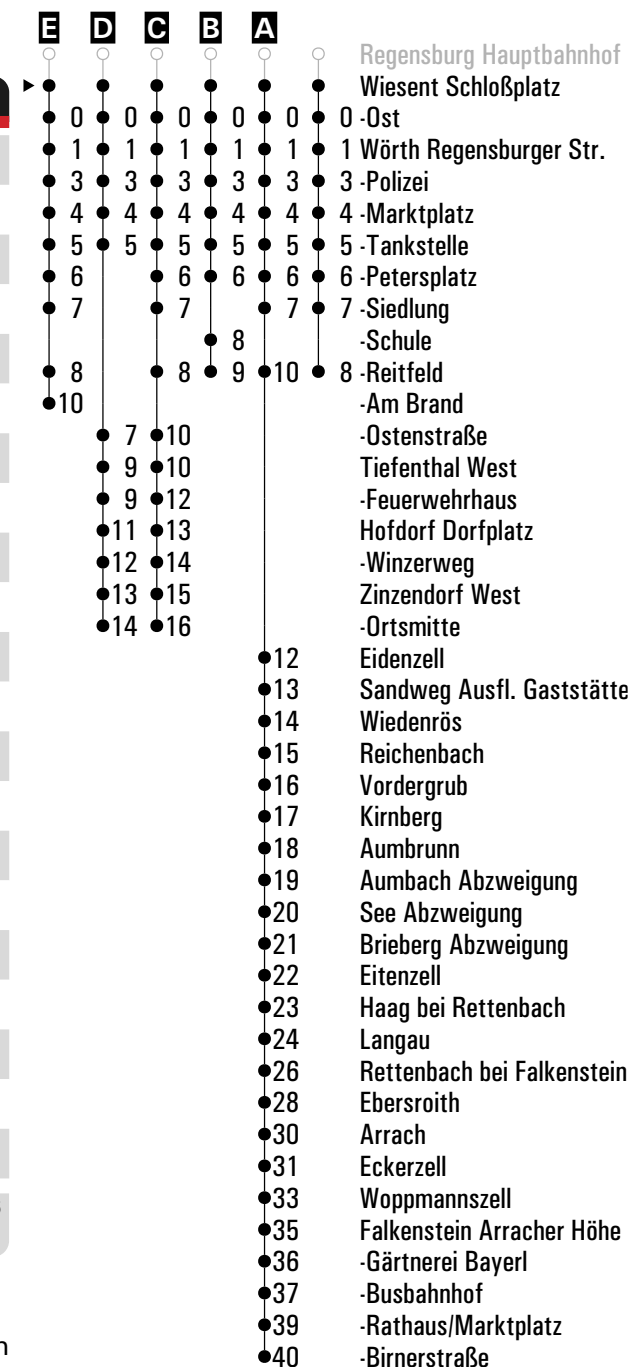 E D C B A
Regensburg Hauptbahnhof
Wiesent Schloßplatz
0 0 0 0 0 0 -Ost
1 1 1 1 1 1 Wörth Regensburger Str.
3 3 3 3 3 3 -Polizei
4 4 4 4 4 4 -Marktplatz
5 5 5 5 5 5 -Tankstelle
6 6 6 6 6 -Petersplatz
7 7 7 7 -Siedlung
8 -Schule
8 8 9 10 8 -Reitfeld
10 -Am Brand
7 10 -Ostenstraße
9 10 Tiefenthal West
9 12 -Feuerwehrhaus
11 13 Hofdorf Dorfplatz
12 14 -Winzerweg
13 15 Zinzendorf West
14 16 -Ortsmitte
12 Eidenzell
13 Sandweg Ausfl. Gaststätte
14 Wiedenrös
15 Reichenbach
16 Vordergrub
17 Kirnberg
18 Aumbrunn
19 Aumbach Abzweigung
20 See Abzweigung
21 Brieberg Abzweigung
22 Eitenzell
23 Haag bei Rettenbach
24 Langau
26 Rettenbach bei Falkenstein
28 Ebersroith
30 Arrach
31 Eckerzell
33 Woppmannszell
35 Falkenstein Arracher Höhe
36 -Gärtnerei Bayerl
37 -Busbahnhof
39 -Rathaus/Marktplatz
40 -Birnerstraße